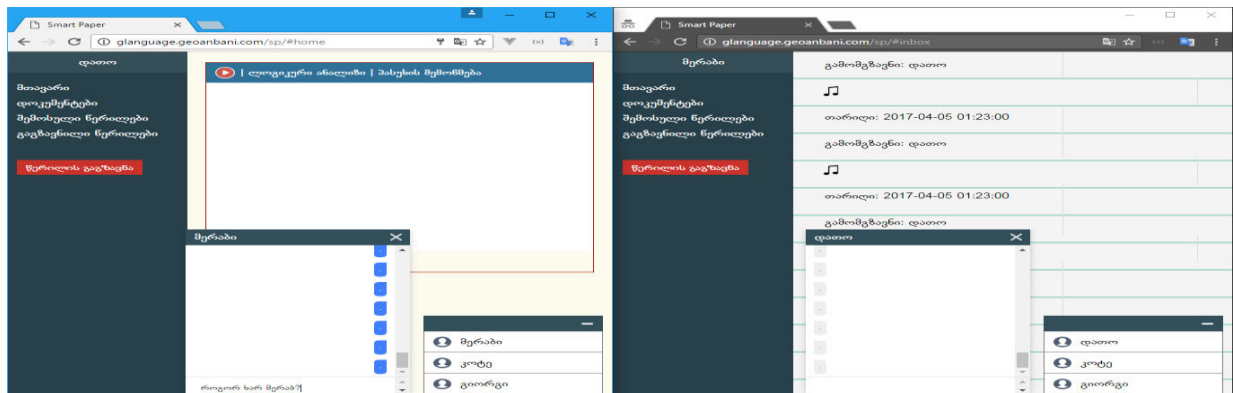 Smart Paper
glanguage.geoanbani.com/sp/#home
დათო
მთავარი
დოკუმენტები
შემოსული წერილები
გაგზავნილი წერილები
წერილის გაგზავნა
| ლოგიკური ანალიზი | პასუხის შემოწმება
მერაბი
როგორ ხარ მერაბ?
მერაბი
კოტე
გიორგი
Smart Paper
glanguage.geoanbani.com/sp/#inbox
მერაბი
მთავარი
დოკუმენტები
შემოსული წერილები
გაგზავნილი წერილები
წერილის გაგზავნა
გამომგზავნი: დათო
თარიღი: 2017-04-05 01:23:00
გამომგზავნი: დათო
თარიღი: 2017-04-05 01:23:00
გამომგზავნი: დათო
დათო
დათო
კოტე
გიორგი